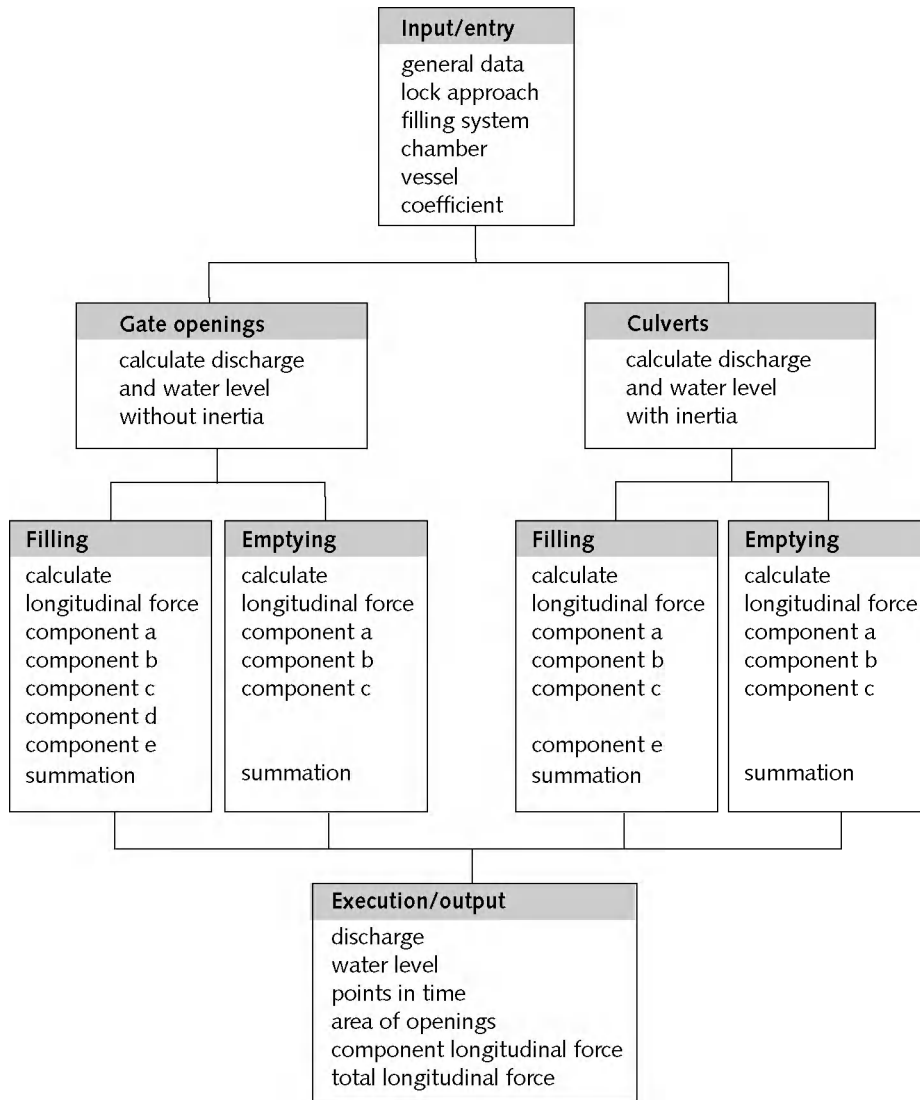 Input/entry
general data
lock approach
filling system
chamber
vessel
coefficient
Gate openings
calculate discharge
and water level
without inertia
Culverts
calculate discharge
and water level
with inertia
Filling
calculate
longitudinal force
component a
component b
component c
component d
component e
summation
Emptying
calculate
longitudinal force
component a
component b
component c
summation
Filling
calculate
longitudinal force
component a
component b
component c
component e
summation
Emptying
calculate
longitudinal force
component a
component b
component c
summation
Execution/output
discharge
water level
points in time
area of openings
component longitudinal force
total longitudinal force